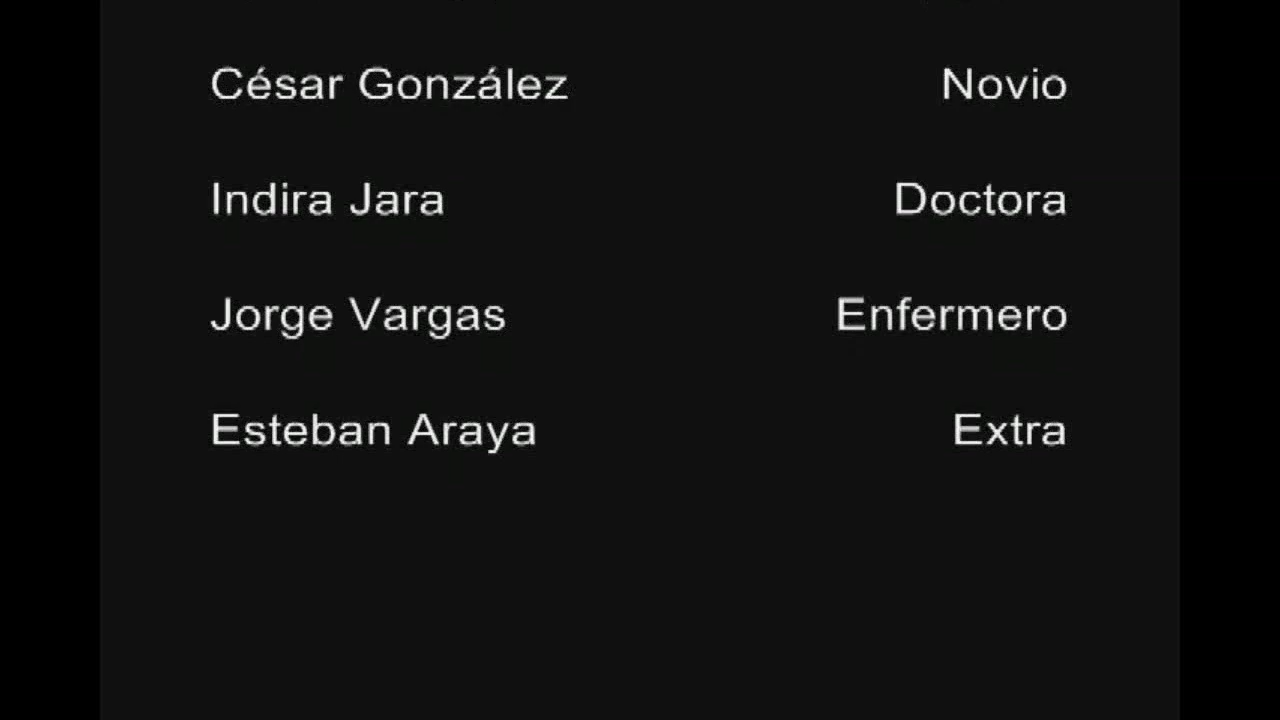 César González Novio
Indira Jara Doctora
Jorge Vargas Enfermero
Esteban Araya Extra